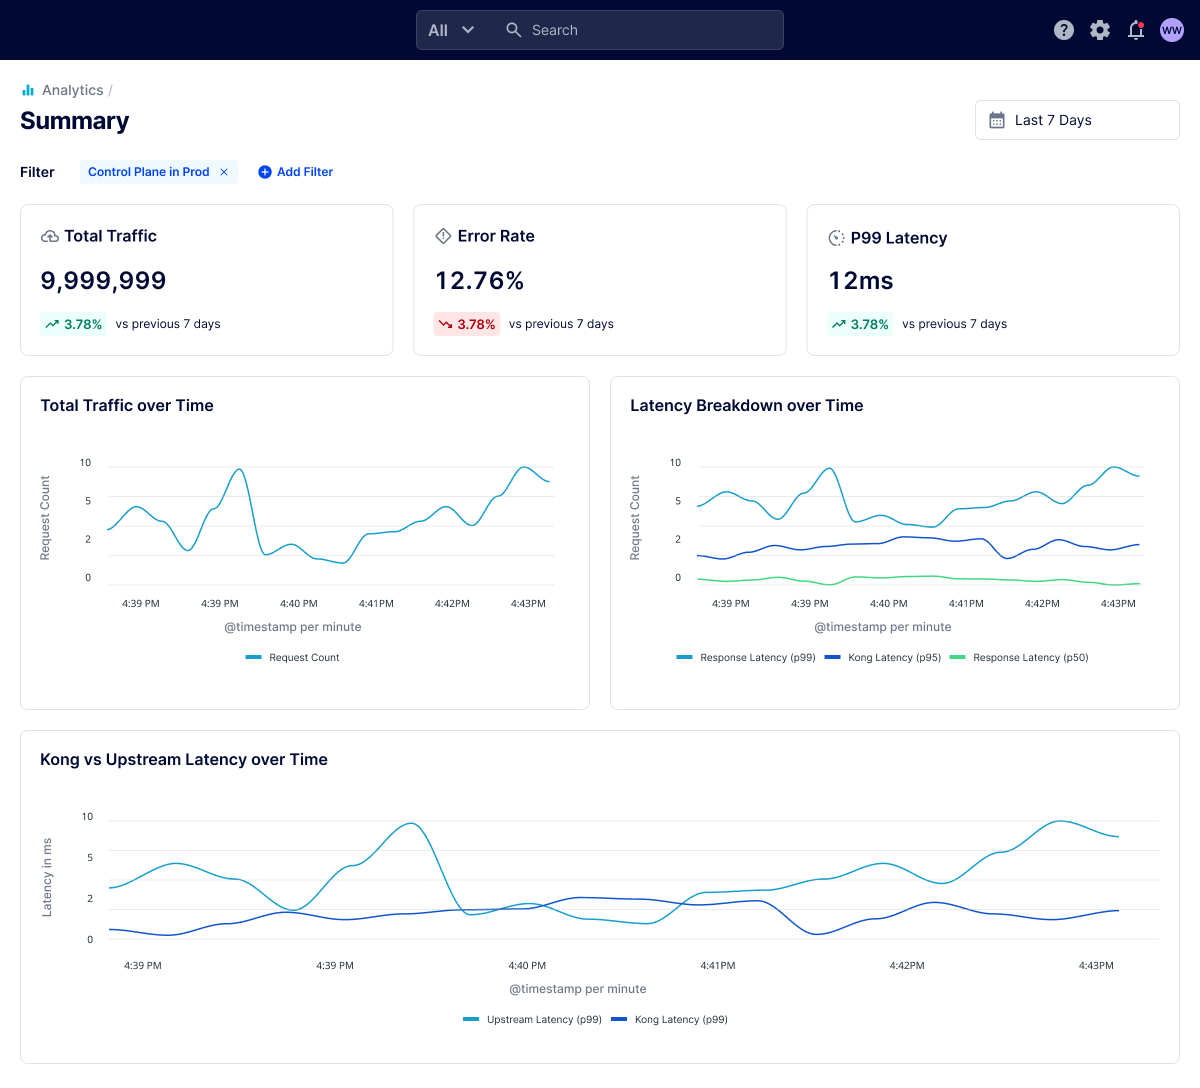 All Search ? WW
Analytics /
Summary
Last 7 Days
Filter Control Plane in Prod × Add Filter
Total Traffic
9,999,999
3.78% vs previous 7 days
Error Rate
12.76%
3.78% vs previous 7 days
P99 Latency
12ms
3.78% vs previous 7 days
Total Traffic over Time
Request Count
10
5
2
0
4:39 PM 4:39 PM 4:40 PM 4:41PM 4:42PM 4:43PM
@timestamp per minute
Request Count
Latency Breakdown over Time
Request Count
10
5
2
0
4:39 PM 4:39 PM 4:40 PM 4:41PM 4:42PM 4:43PM
@timestamp per minute
Response Latency (p99) Kong Latency (p95) Response Latency (p50)
Kong vs Upstream Latency over Time
Latency in ms
10
5
2
0
4:39 PM 4:39 PM 4:40 PM 4:41PM 4:42PM 4:43PM
@timestamp per minute
Upstream Latency (p99) Kong Latency (p99)